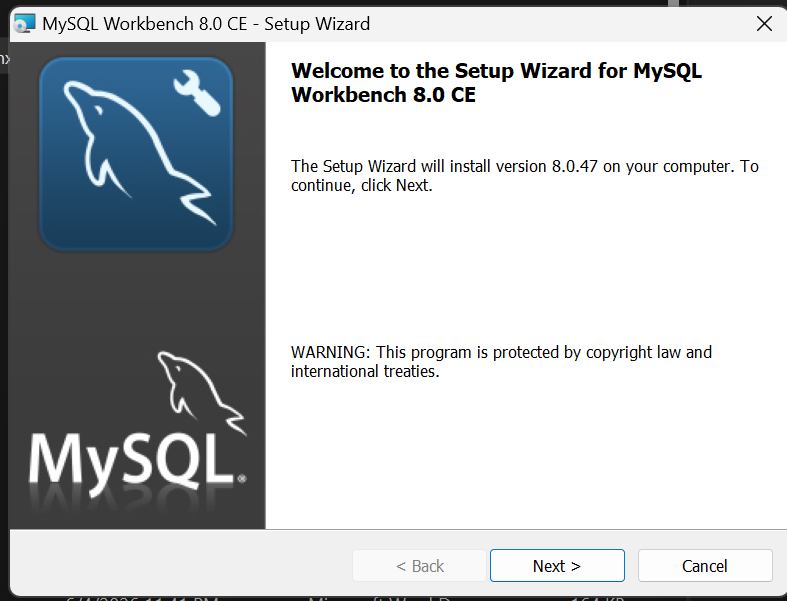 MySQL Workbench 8.0 CE - Setup Wizard
Welcome to the Setup Wizard for MySQL
Workbench 8.0 CE
The Setup Wizard will install version 8.0.47 on your computer. To
continue, click Next.
WARNING: This program is protected by copyright law and
international treaties.
MySQL®
< Back
Next >
Cancel